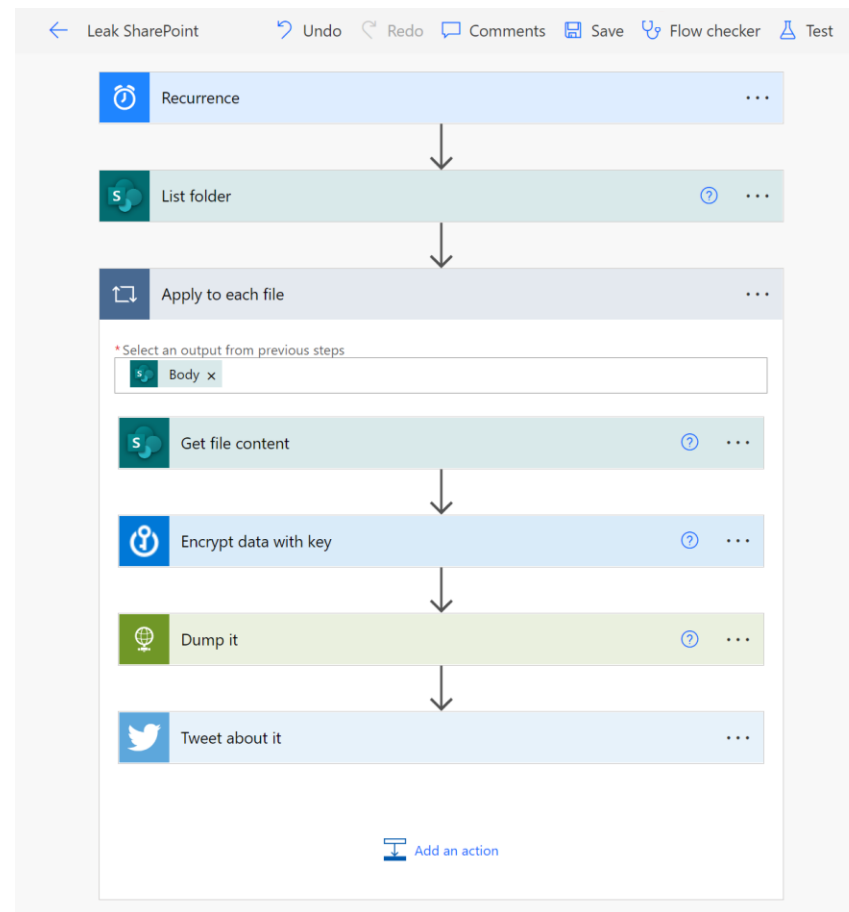 Leak SharePoint Undo Redo Comments Save Flow checker Test
Recurrence
List folder
Apply to each file
*Select an output from previous steps
Body
Get file content
Encrypt data with key
Dump it
Tweet about it
Add an action